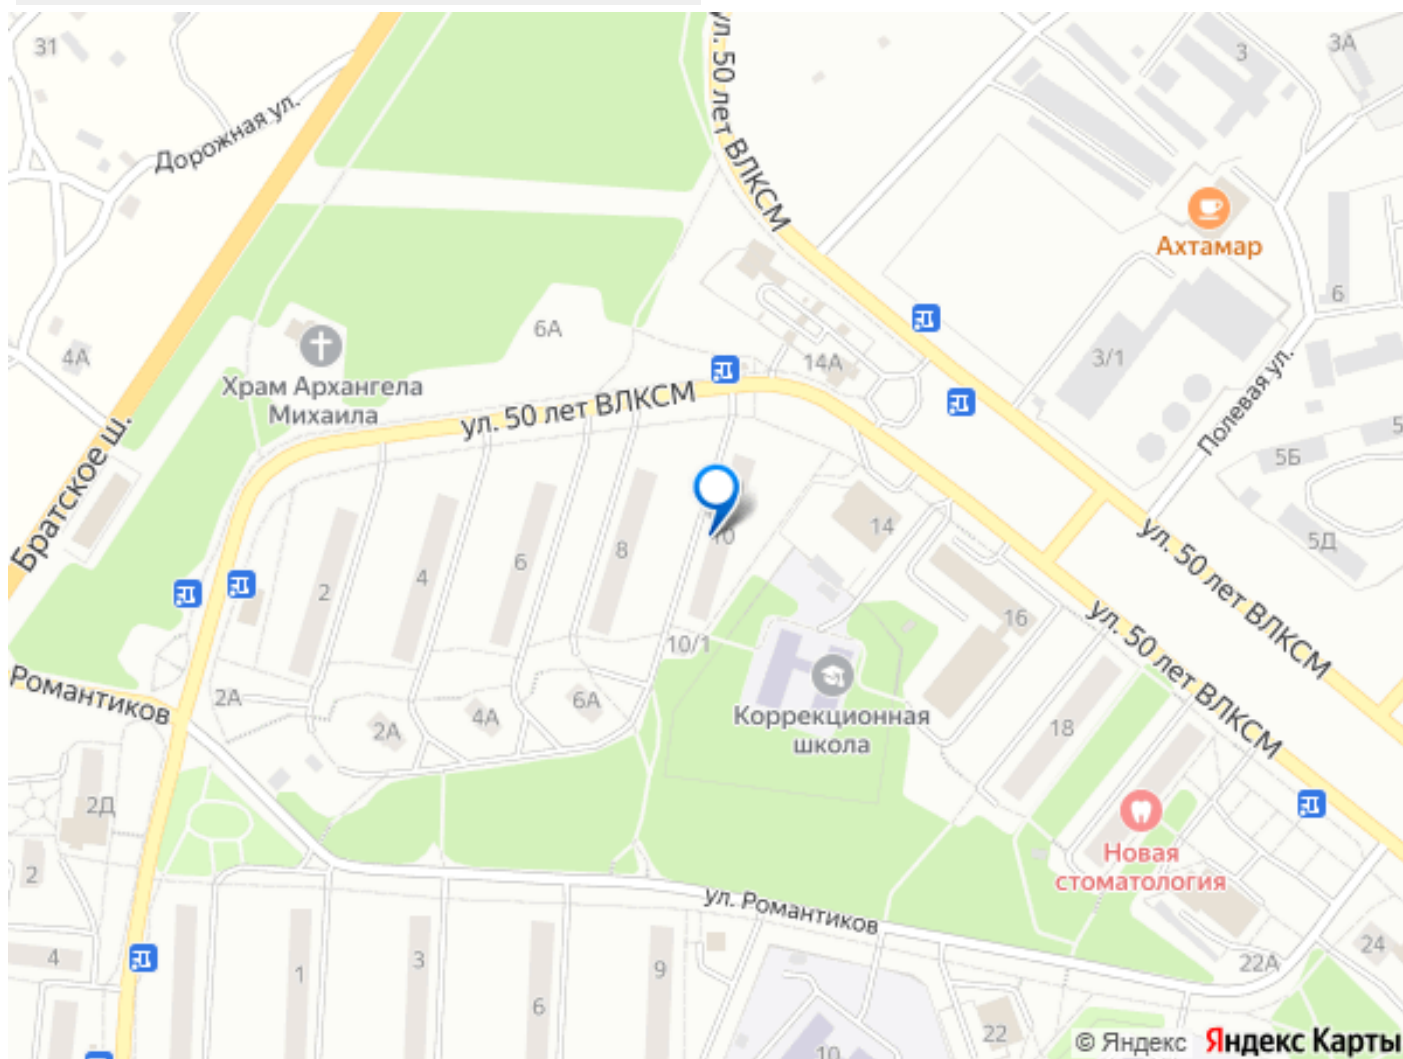 31
Дорожная ул.
ул. 50 лет ВЛКСМ
3
3А
Ахтамар
6
4А
Храм Архангела
Михаила
6А
14А
3/1
Полевая ул.
ул. 50 лет ВЛКСМ
Братское ш.
5
5Б
5Д
2
4
6
8
10
14
16
ул. 50 лет ВЛКСМ
ул. 50 лет ВЛКСМ
10/1
Романтиков
2А
2А
4А
6А
Коррекционная
школа
18
2Д
2
Новая
стоматология
ул. Романтиков
4
1
3
6
9
10
22
22А
24
© Яндекс Яндекс Карты